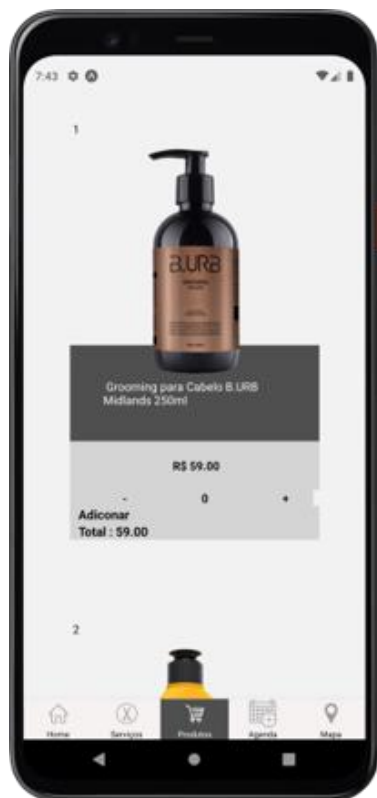 7:43
1
B.URB
Grooming para Cabelo B.URB
Midlands 250ml
R$ 59.00
- 0 +
Adiconar
Total : 59.00
2
Home Serviços Produtos Agenda Mapa